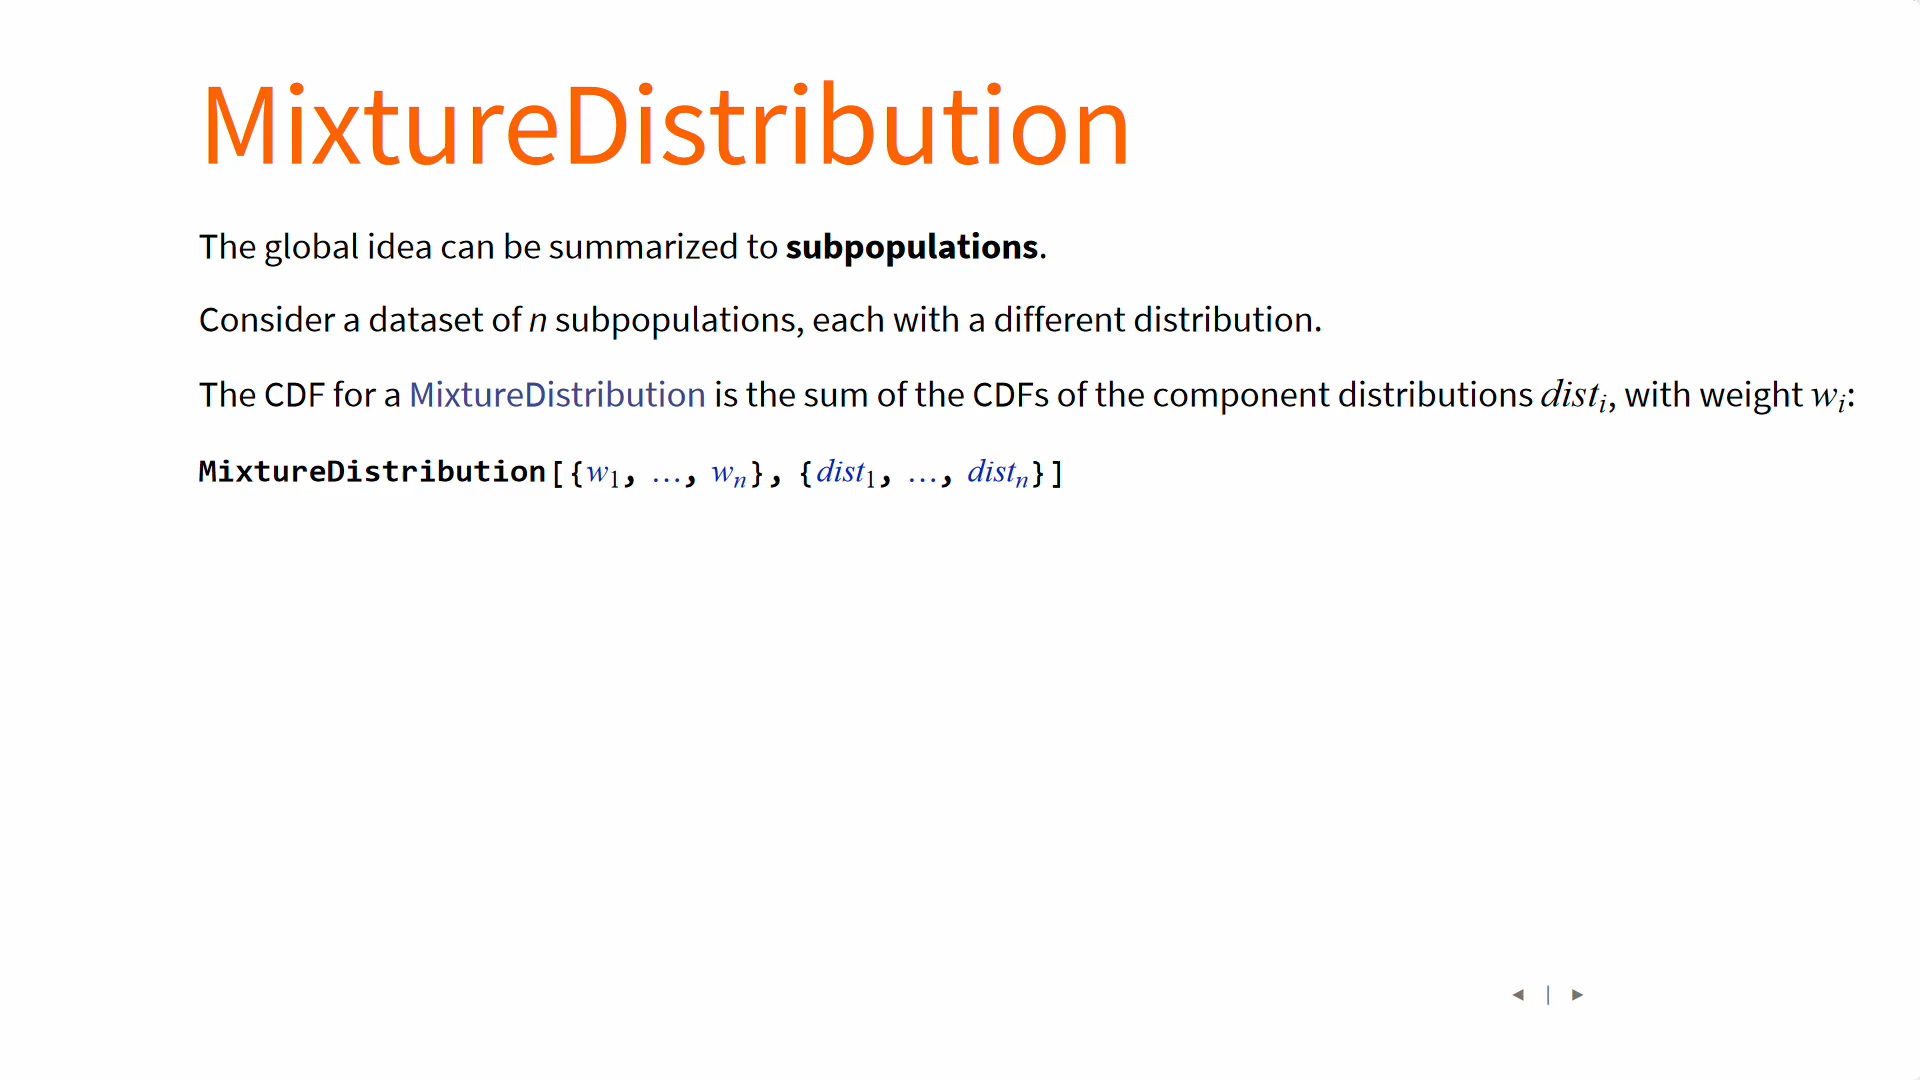 MixtureDistribution
The global idea can be summarized to subpopulations.
Consider a dataset of n subpopulations, each with a different distribution.
The CDF for a MixtureDistribution is the sum of the CDFs of the component distributions distᵢ, with weight wᵢ:
MixtureDistribution[{w₁, …, wₙ}, {dist₁, …, distₙ}]